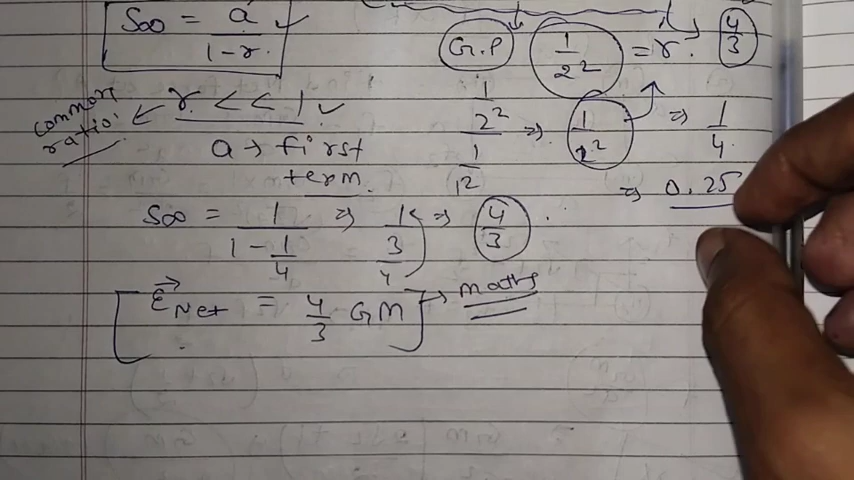 S∞ = a / 1-r.
G.P 1/2² = r. 4/3
common ratio: ← r << 1 ✓
1/2² / 1/1² => 1/2² => 1/4.
a → first term.
=> 0.25
S∞ = 1 / 1 - 1/4 => 1 / 3/4 => 4/3
[ E⃗Net = 4/3 GM ] → maths